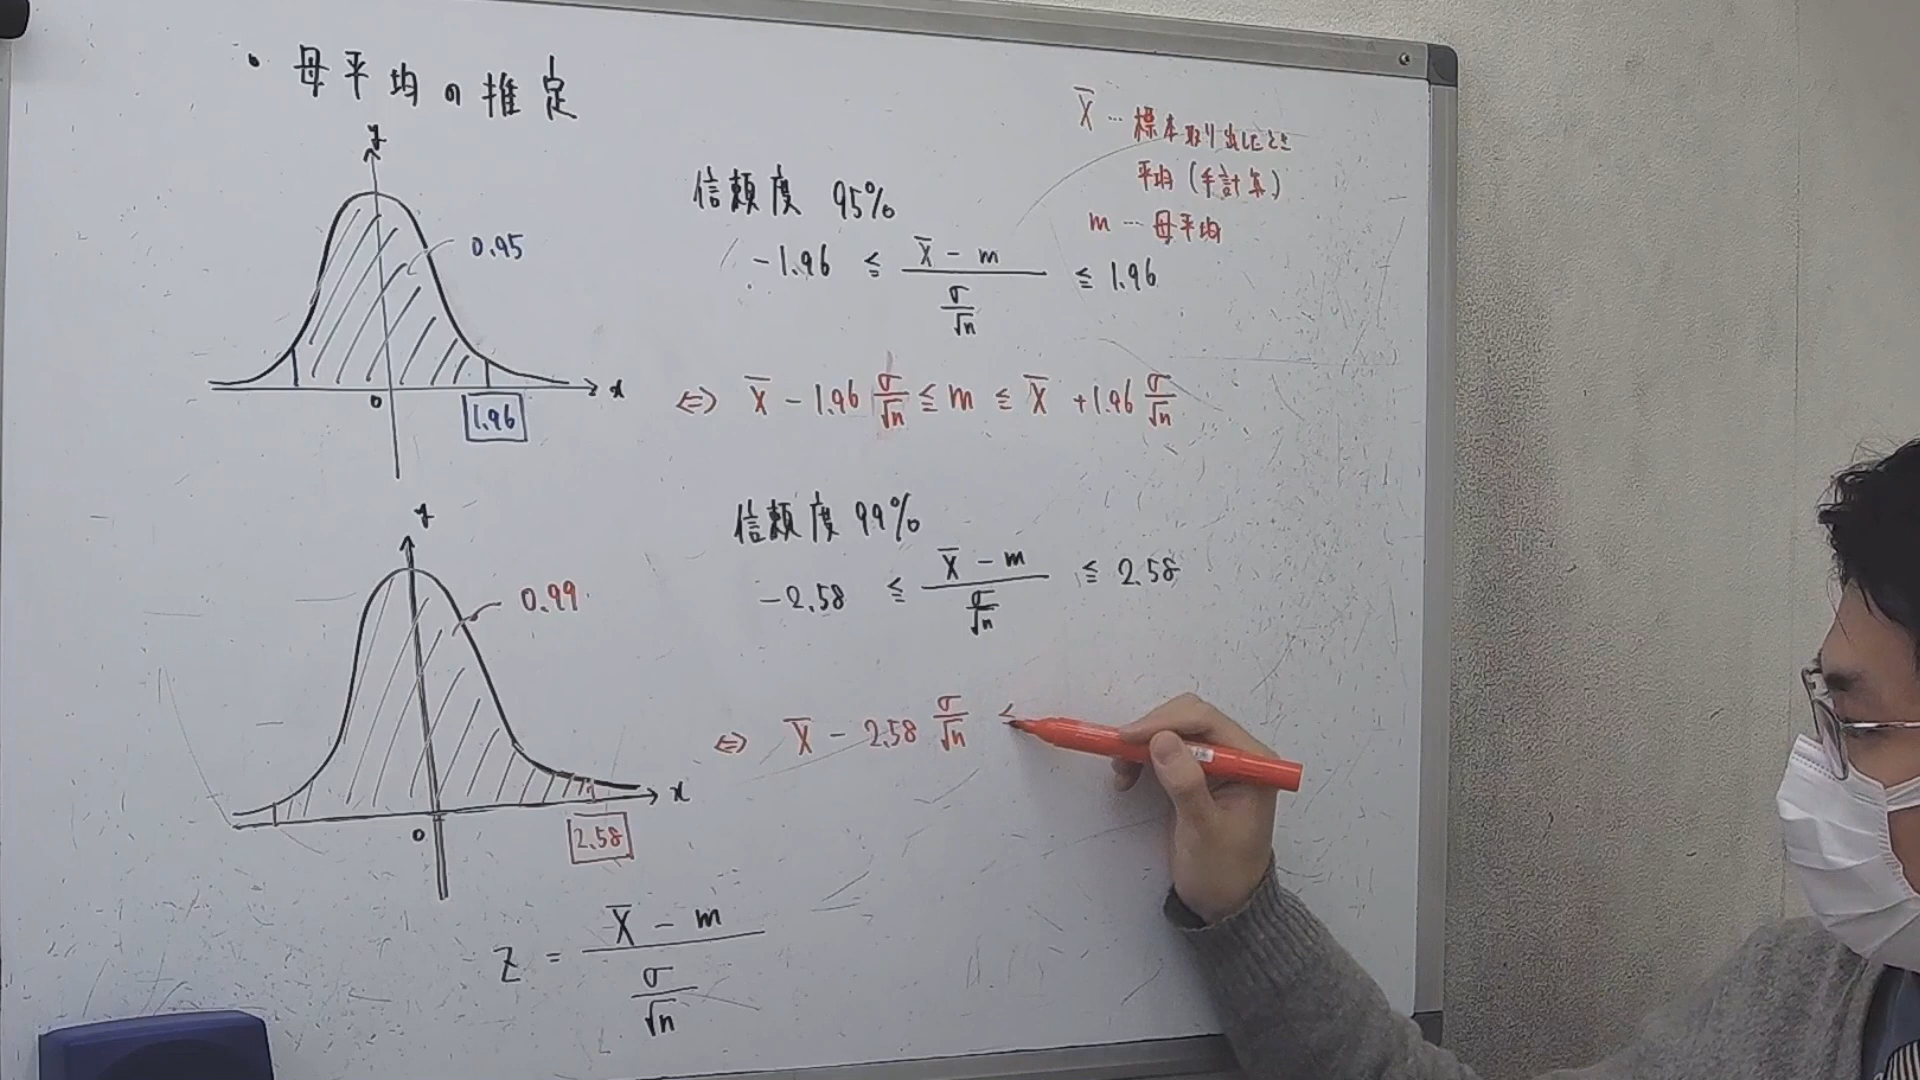 ・母平均の推定
y
0.95
0
1.96
x
X̄ … 標本取り出したとき
平均(手計算)
m … 母平均
信頼度 95%
-1.96 ≦ (X̄ - m) / (σ/√n) ≦ 1.96
⇔ X̄ - 1.96 σ/√n ≦ m ≦ X̄ + 1.96 σ/√n
y
0.99
0
2.58
x
信頼度 99%
-2.58 ≦ (X̄ - m) / (σ/√n) ≦ 2.58
⇔ X̄ - 2.58 σ/√n ≦
Z = (X̄ - m) / (σ/√n)